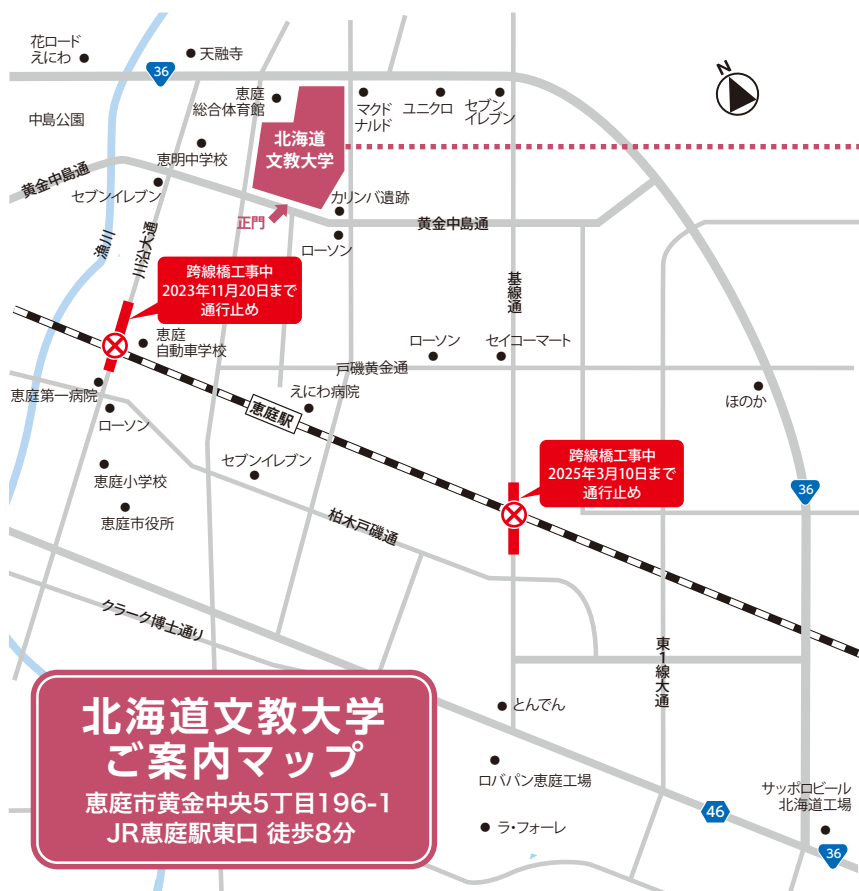 花ロード
えにわ
天融寺
36
N
中島公園
恵庭
総合体育館
マクド
ナルド
ユニクロ
セブン
イレブン
北海道
文教大学
恵明中学校
黄金中島通
セブンイレブン
カリンバ遺跡
正門
黄金中島通
ローソン
漁川
川沿大通
跨線橋工事中
2023年11月20日まで
通行止め
基線通
恵庭
自動車学校
ローソン
セイコーマート
戸磯黄金通
恵庭第一病院
えにわ病院
ほのか
ローソン
恵庭駅
跨線橋工事中
2025年3月10日まで
通行止め
セブンイレブン
恵庭小学校
36
恵庭市役所
柏木戸磯通
クラーク博士通り
東1線大通
北海道文教大学
ご案内マップ
恵庭市黄金中央5丁目196-1
JR恵庭駅東口 徒歩8分
とんでん
ロバパン恵庭工場
サッポロビール
北海道工場
46
ラ・フォーレ
36